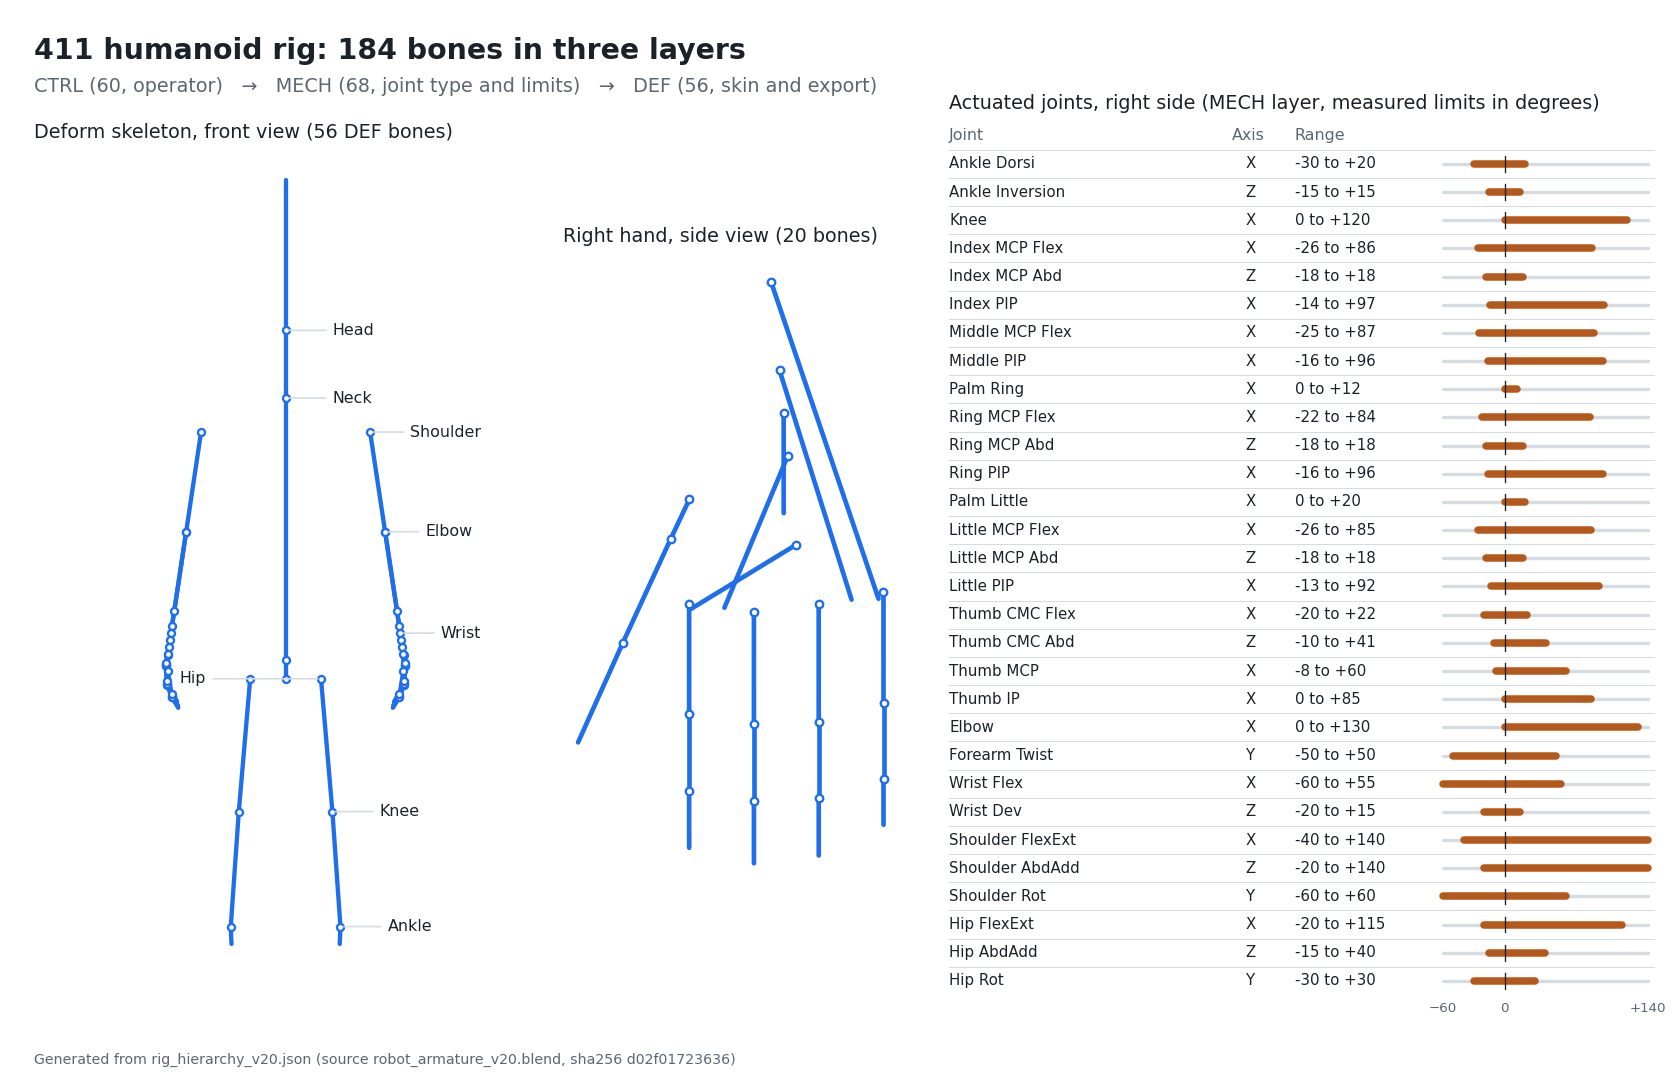 411 humanoid rig: 184 bones in three layers
CTRL (60, operator) → MECH (68, joint type and limits) → DEF (56, skin and export)
Deform skeleton, front view (56 DEF bones)
Head
Neck
Shoulder
Elbow
Wrist
Hip
Knee
Ankle
Right hand, side view (20 bones)
Actuated joints, right side (MECH layer, measured limits in degrees)
Joint Axis Range
Ankle Dorsi X -30 to +20
Ankle Inversion Z -15 to +15
Knee X 0 to +120
Index MCP Flex X -26 to +86
Index MCP Abd Z -18 to +18
Index PIP X -14 to +97
Middle MCP Flex X -25 to +87
Middle PIP X -16 to +96
Palm Ring X 0 to +12
Ring MCP Flex X -22 to +84
Ring MCP Abd Z -18 to +18
Ring PIP X -16 to +96
Palm Little X 0 to +20
Little MCP Flex X -26 to +85
Little MCP Abd Z -18 to +18
Little PIP X -13 to +92
Thumb CMC Flex X -20 to +22
Thumb CMC Abd Z -10 to +41
Thumb MCP X -8 to +60
Thumb IP X 0 to +85
Elbow X 0 to +130
Forearm Twist Y -50 to +50
Wrist Flex X -60 to +55
Wrist Dev Z -20 to +15
Shoulder FlexExt X -40 to +140
Shoulder AbdAdd Z -20 to +140
Shoulder Rot Y -60 to +60
Hip FlexExt X -20 to +115
Hip AbdAdd Z -15 to +40
Hip Rot Y -30 to +30
−60 0 +140
Generated from rig_hierarchy_v20.json (source robot_armature_v20.blend, sha256 d02f01723636)